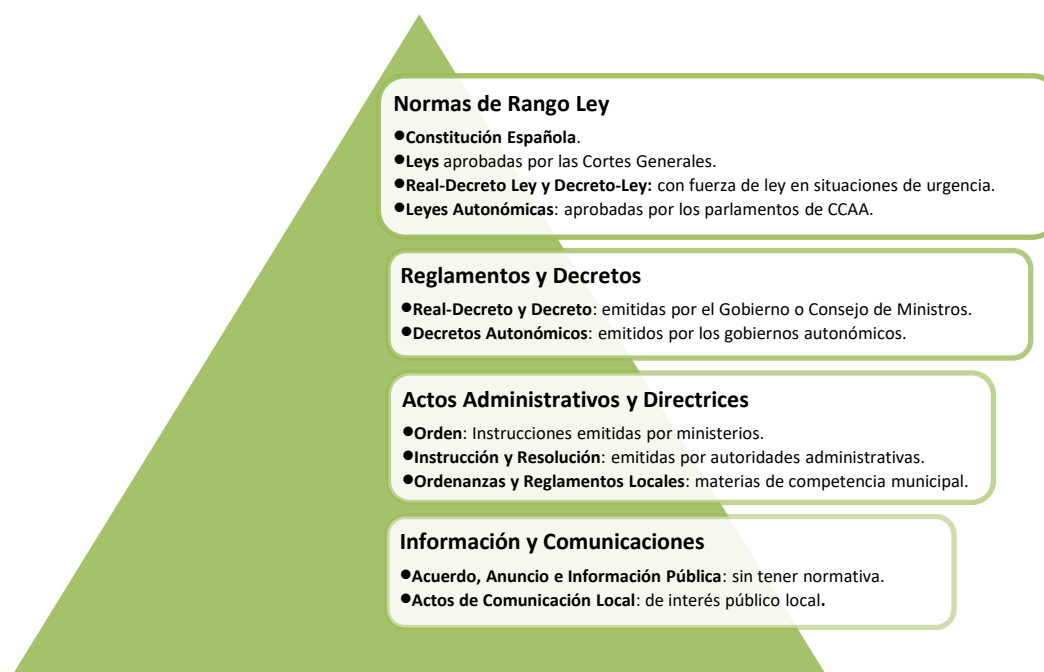 Normas de Rango Ley
●Constitución Española.
●Leys aprobadas por las Cortes Generales.
●Real-Decreto Ley y Decreto-Ley: con fuerza de ley en situaciones de urgencia.
●Leyes Autonómicas: aprobadas por los parlamentos de CCAA.
Reglamentos y Decretos
●Real-Decreto y Decreto: emitidas por el Gobierno o Consejo de Ministros.
●Decretos Autonómicos: emitidos por los gobiernos autonómicos.
Actos Administrativos y Directrices
●Orden: Instrucciones emitidas por ministerios.
●Instrucción y Resolución: emitidas por autoridades administrativas.
●Ordenanzas y Reglamentos Locales: materias de competencia municipal.
Información y Comunicaciones
●Acuerdo, Anuncio e Información Pública: sin tener normativa.
●Actos de Comunicación Local: de interés público local.